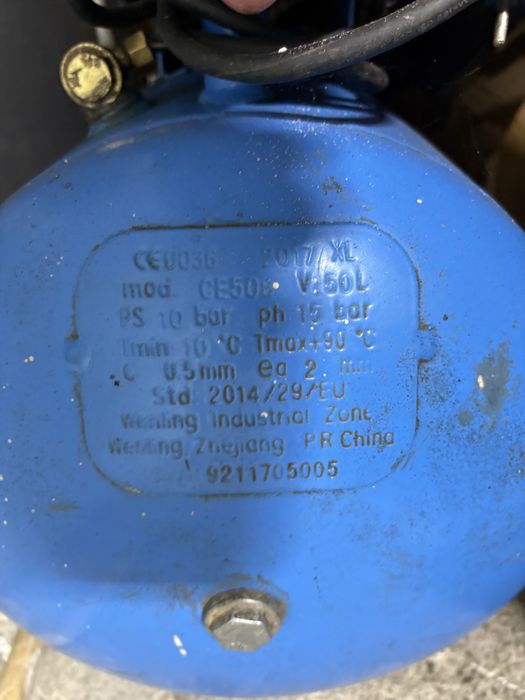 CE0036 2017/XL
mod. CE50 V:50L
PS 10 bar ph 15 bar
Tmin 10 °C Tmax+90 °C
.C 0.5mm ea 2. mm
Std 2014/29/EU
Wenling Industrial Zone
Wenling, Zhejiang PR China
9211705005